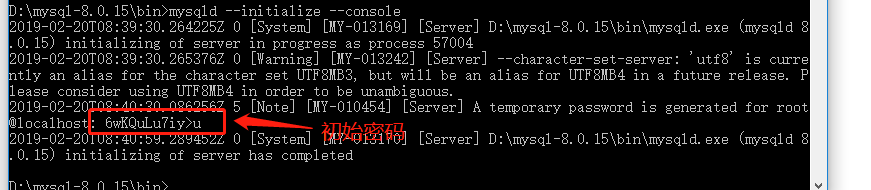 D:\mysql-8.0.15\bin>mysqld --initialize --console
2019-02-20T08:39:30.264225Z 0 [System] [MY-013169] [Server] D:\mysql-8.0.15\bin\mysqld.exe (mysqld 8
.0.15) initializing of server in progress as process 57004
2019-02-20T08:39:30.265376Z 0 [Warning] [MY-013242] [Server] --character-set-server: 'utf8' is curre
ntly an alias for the character set UTF8MB3, but will be an alias for UTF8MB4 in a future release. P
lease consider using UTF8MB4 in order to be unambiguous.
2019-02-20T08:40:39.086256Z 5 [Note] [MY-010454] [Server] A temporary password is generated for root
@localhost: 6wKQuLu7iy>u
初始密码
2019-02-20T08:40:59.289452Z 0 [System] [MY-013170] [Server] D:\mysql-8.0.15\bin\mysqld.exe (mysqld 8
.0.15) initializing of server has completed
D:\mysql-8.0.15\bin>